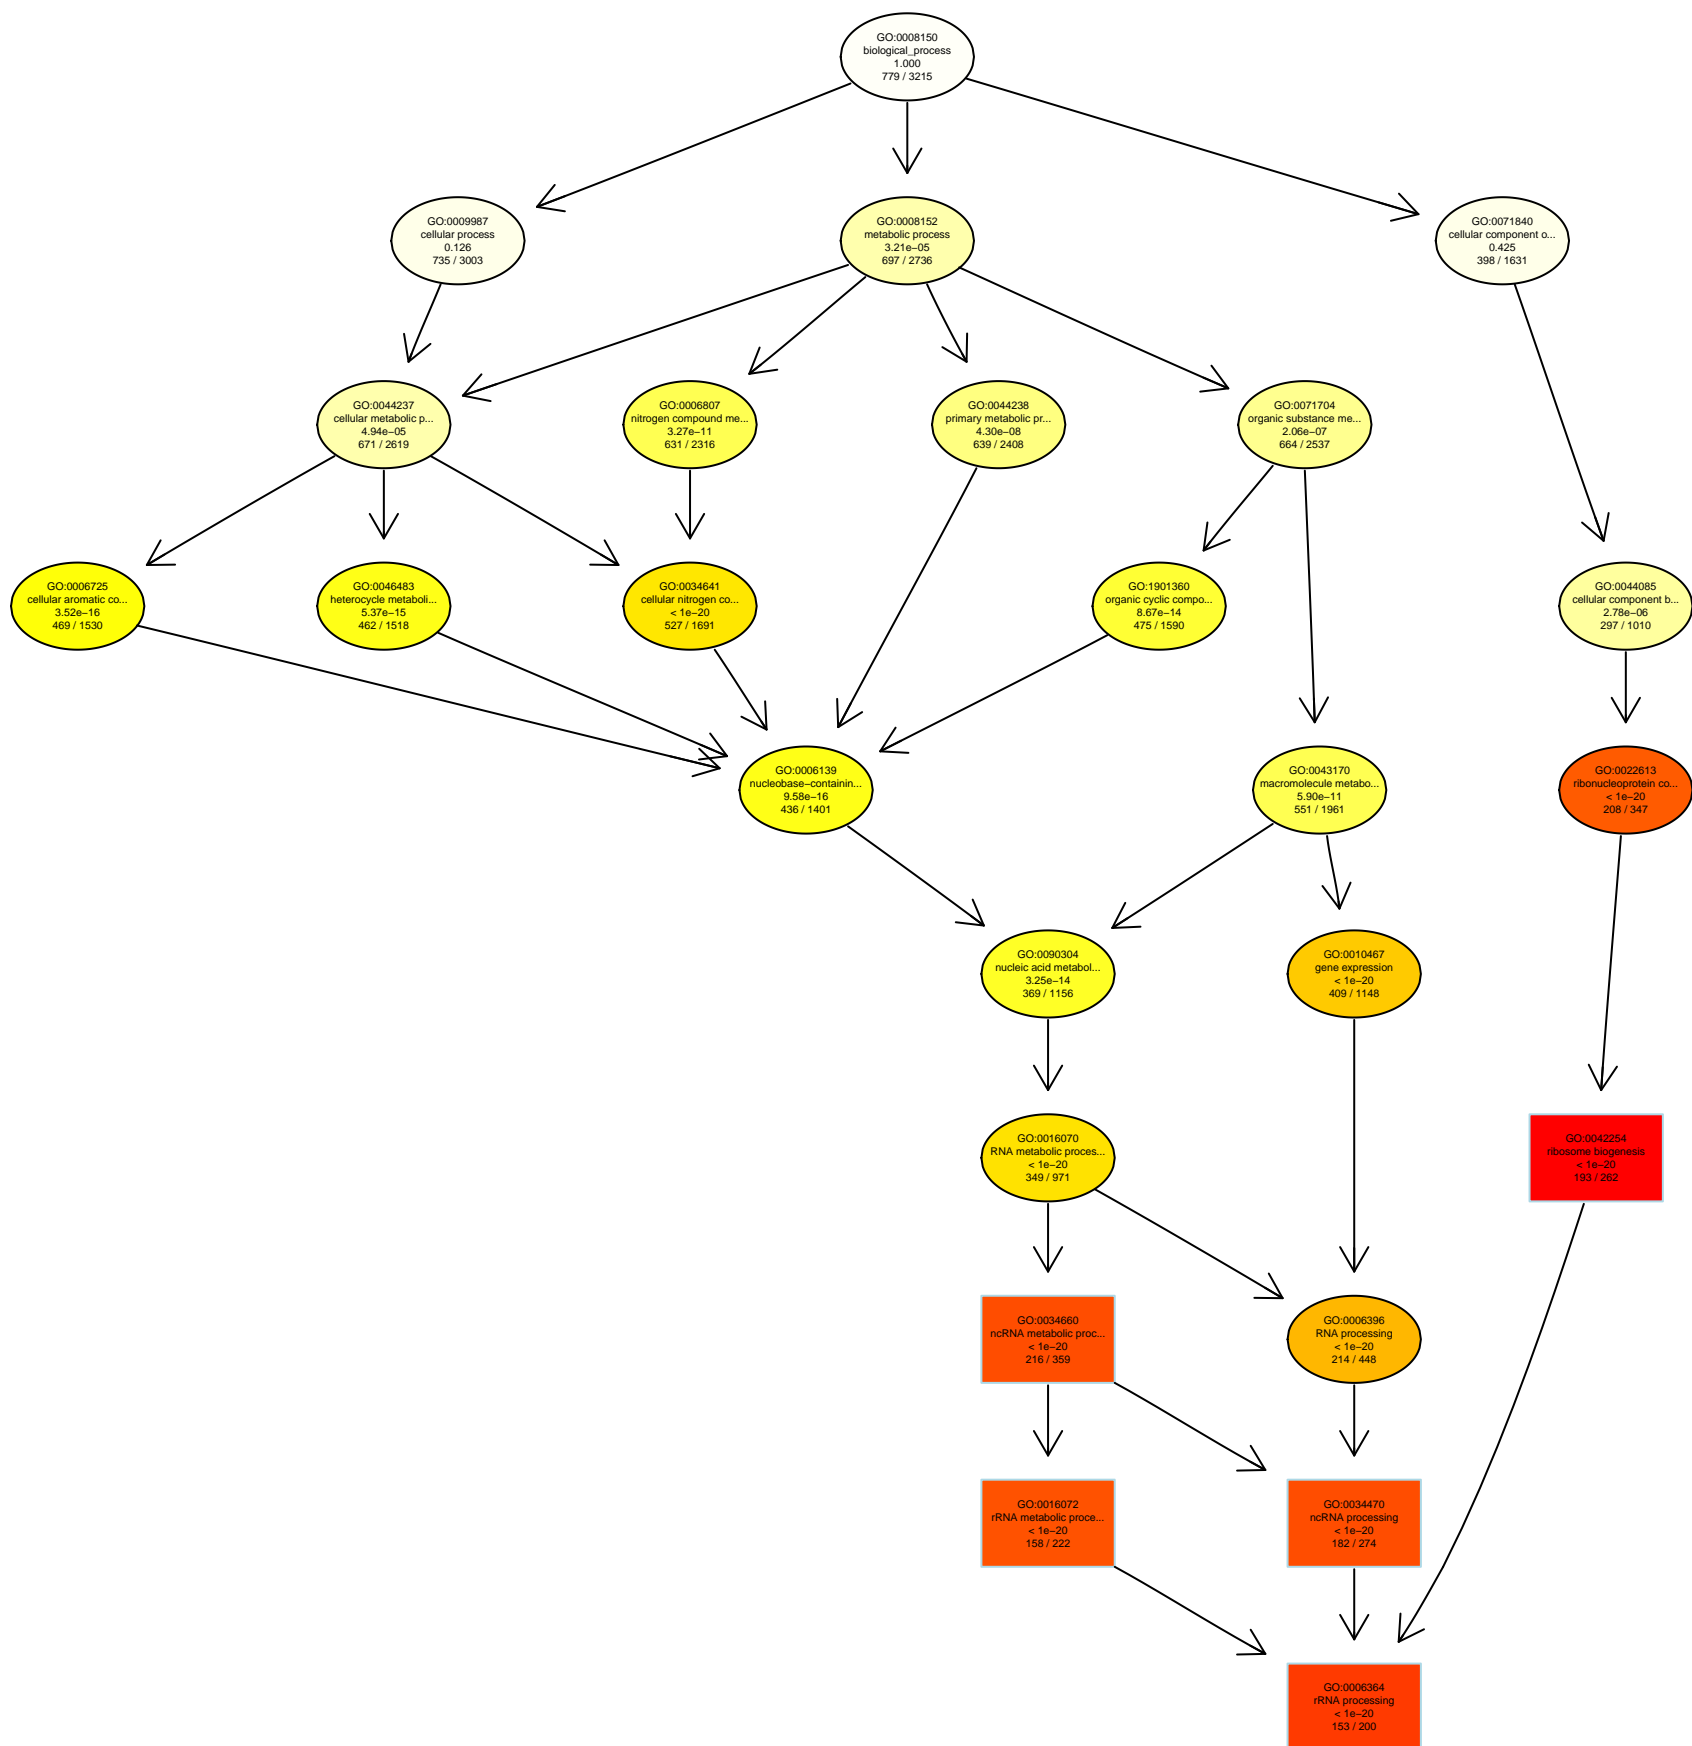 GO:0008150
biological_process
1.000
779 / 3215
GO:0009987
cellular process
0.126
735 / 3003
GO:0008152
metabolic process
3.21e−05
697 / 2736
GO:0071840
cellular component o...
0.425
398 / 1631
GO:0044237
cellular metabolic p...
4.94e−05
671 / 2619
GO:0006807
nitrogen compound me...
3.27e−11
631 / 2316
GO:0044238
primary metabolic pr...
4.30e−08
639 / 2408
GO:0071704
organic substance me...
2.06e−07
664 / 2537
GO:0006725
cellular aromatic co...
3.52e−16
469 / 1530
GO:0046483
heterocycle metaboli...
5.37e−15
462 / 1518
GO:0034641
cellular nitrogen co...
< 1e−20
527 / 1691
GO:1901360
organic cyclic compo...
8.67e−14
475 / 1590
GO:0044085
cellular component b...
2.78e−06
297 / 1010
GO:0006139
nucleobase−containin...
9.58e−16
436 / 1401
GO:0043170
macromolecule metabo...
5.90e−11
551 / 1961
GO:0022613
ribonucleoprotein co...
< 1e−20
208 / 347
GO:0090304
nucleic acid metabol...
3.25e−14
369 / 1156
GO:0010467
gene expression
< 1e−20
409 / 1148
GO:0016070
RNA metabolic proces...
< 1e−20
349 / 971
GO:0042254
ribosome biogenesis
< 1e−20
193 / 262
GO:0034660
ncRNA metabolic proc...
< 1e−20
216 / 359
GO:0006396
RNA processing
< 1e−20
214 / 448
GO:0016072
rRNA metabolic proce...
< 1e−20
158 / 222
GO:0034470
ncRNA processing
< 1e−20
182 / 274
GO:0006364
rRNA processing
< 1e−20
153 / 200